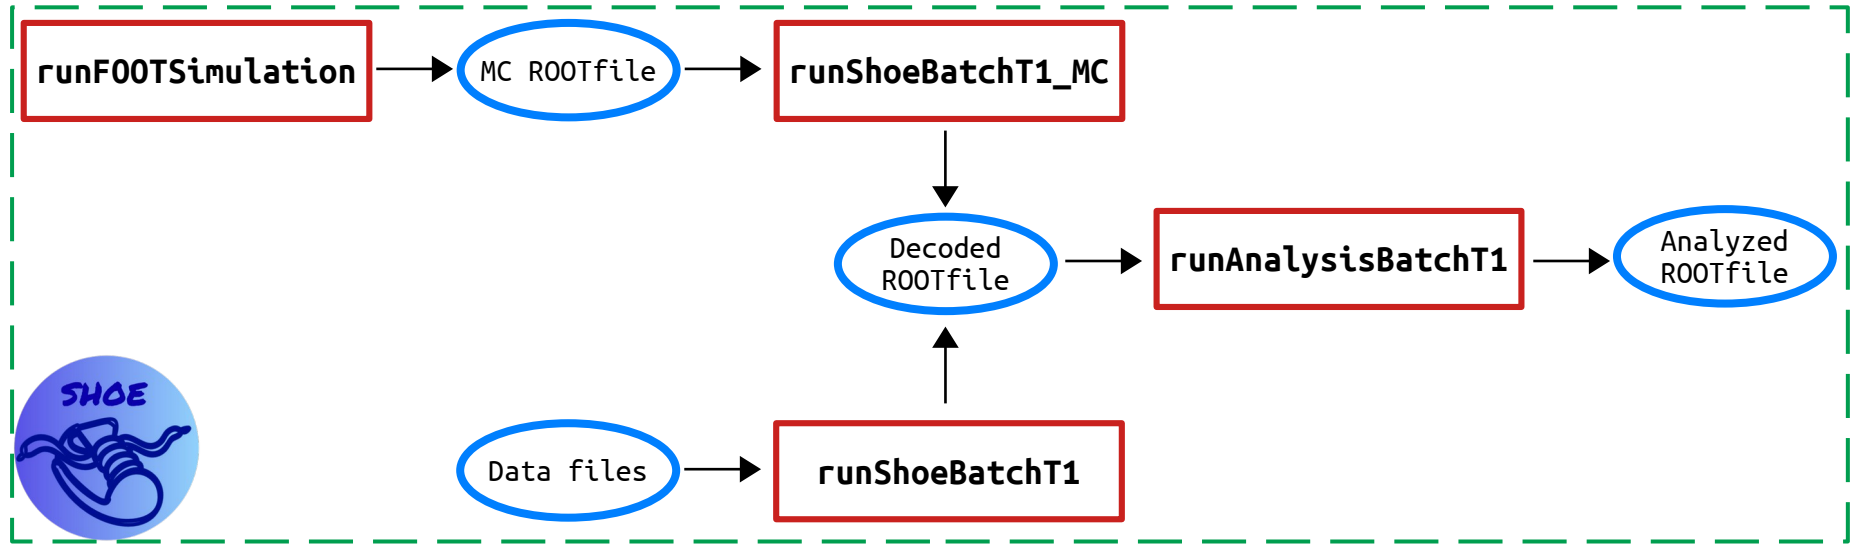 runFOOTSimulation
MC ROOTfile
runShoeBatchT1_MC
Decoded
ROOTfile
runAnalysisBatchT1
Analyzed
ROOTfile
SHOE
Data files
runShoeBatchT1